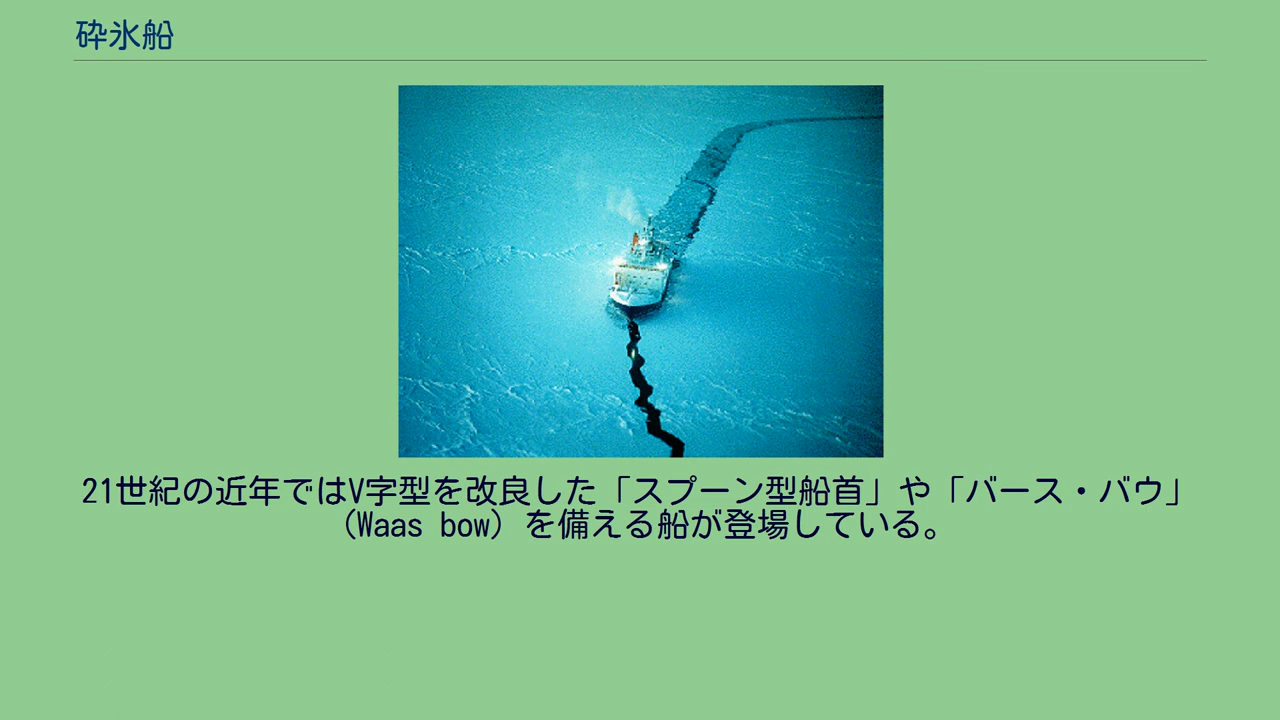 砕氷船
21世紀の近年ではV字型を改良した「スプーン型船首」や「バース・バウ」
（Waas bow）を備える船が登場している。